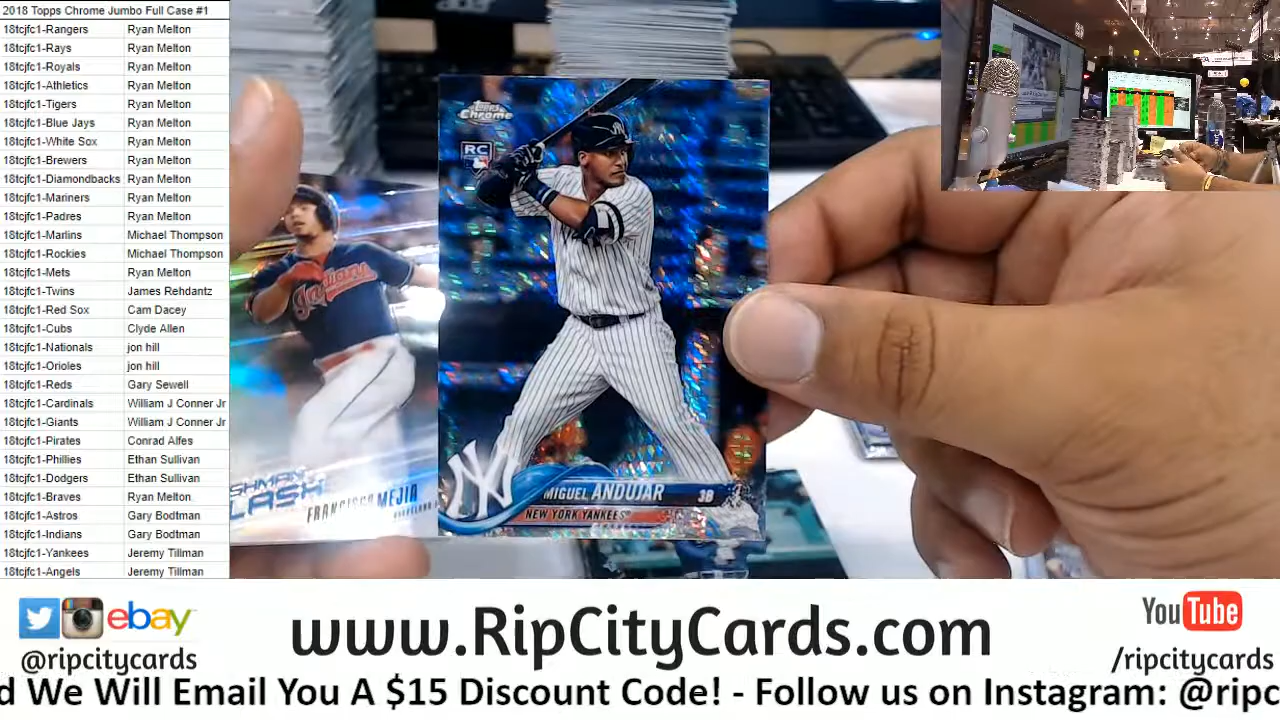 2018 Topps Chrome Jumbo Full Case #1
18tcjfc1-Rangers Ryan Melton
18tcjfc1-Rays Ryan Melton
18tcjfc1-Royals Ryan Melton
18tcjfc1-Athletics Ryan Melton
18tcjfc1-Tigers Ryan Melton
18tcjfc1-Blue Jays Ryan Melton
18tcjfc1-White Sox Ryan Melton
18tcjfc1-Brewers Ryan Melton
18tcjfc1-Diamondbacks Ryan Melton
18tcjfc1-Mariners Ryan Melton
18tcjfc1-Padres Ryan Melton
18tcjfc1-Marlins Michael Thompson
18tcjfc1-Rockies Michael Thompson
18tcjfc1-Mets Ryan Melton
18tcjfc1-Twins James Rehdantz
18tcjfc1-Red Sox Cam Dacey
18tcjfc1-Cubs Clyde Allen
18tcjfc1-Nationals jon hill
18tcjfc1-Orioles jon hill
18tcjfc1-Reds Gary Sewell
18tcjfc1-Cardinals William J Conner Jr
18tcjfc1-Giants William J Conner Jr
18tcjfc1-Pirates Conrad Alfes
18tcjfc1-Phillies Ethan Sullivan
18tcjfc1-Dodgers Ethan Sullivan
18tcjfc1-Braves Ryan Melton
18tcjfc1-Astros Gary Bodtman
18tcjfc1-Indians Gary Bodtman
18tcjfc1-Yankees Jeremy Tillman
18tcjfc1-Angels Jeremy Tillman
Topps Chrome
RC
NY
MIGUEL ANDUJAR 3B
NEW YORK YANKEES
Indians
FRANCISCO MEJIA
ebay
@ripcitycards
www.RipCityCards.com
YouTube
/ripcitycards
d We Will Email You A $15 Discount Code! - Follow us on Instagram: @ripc